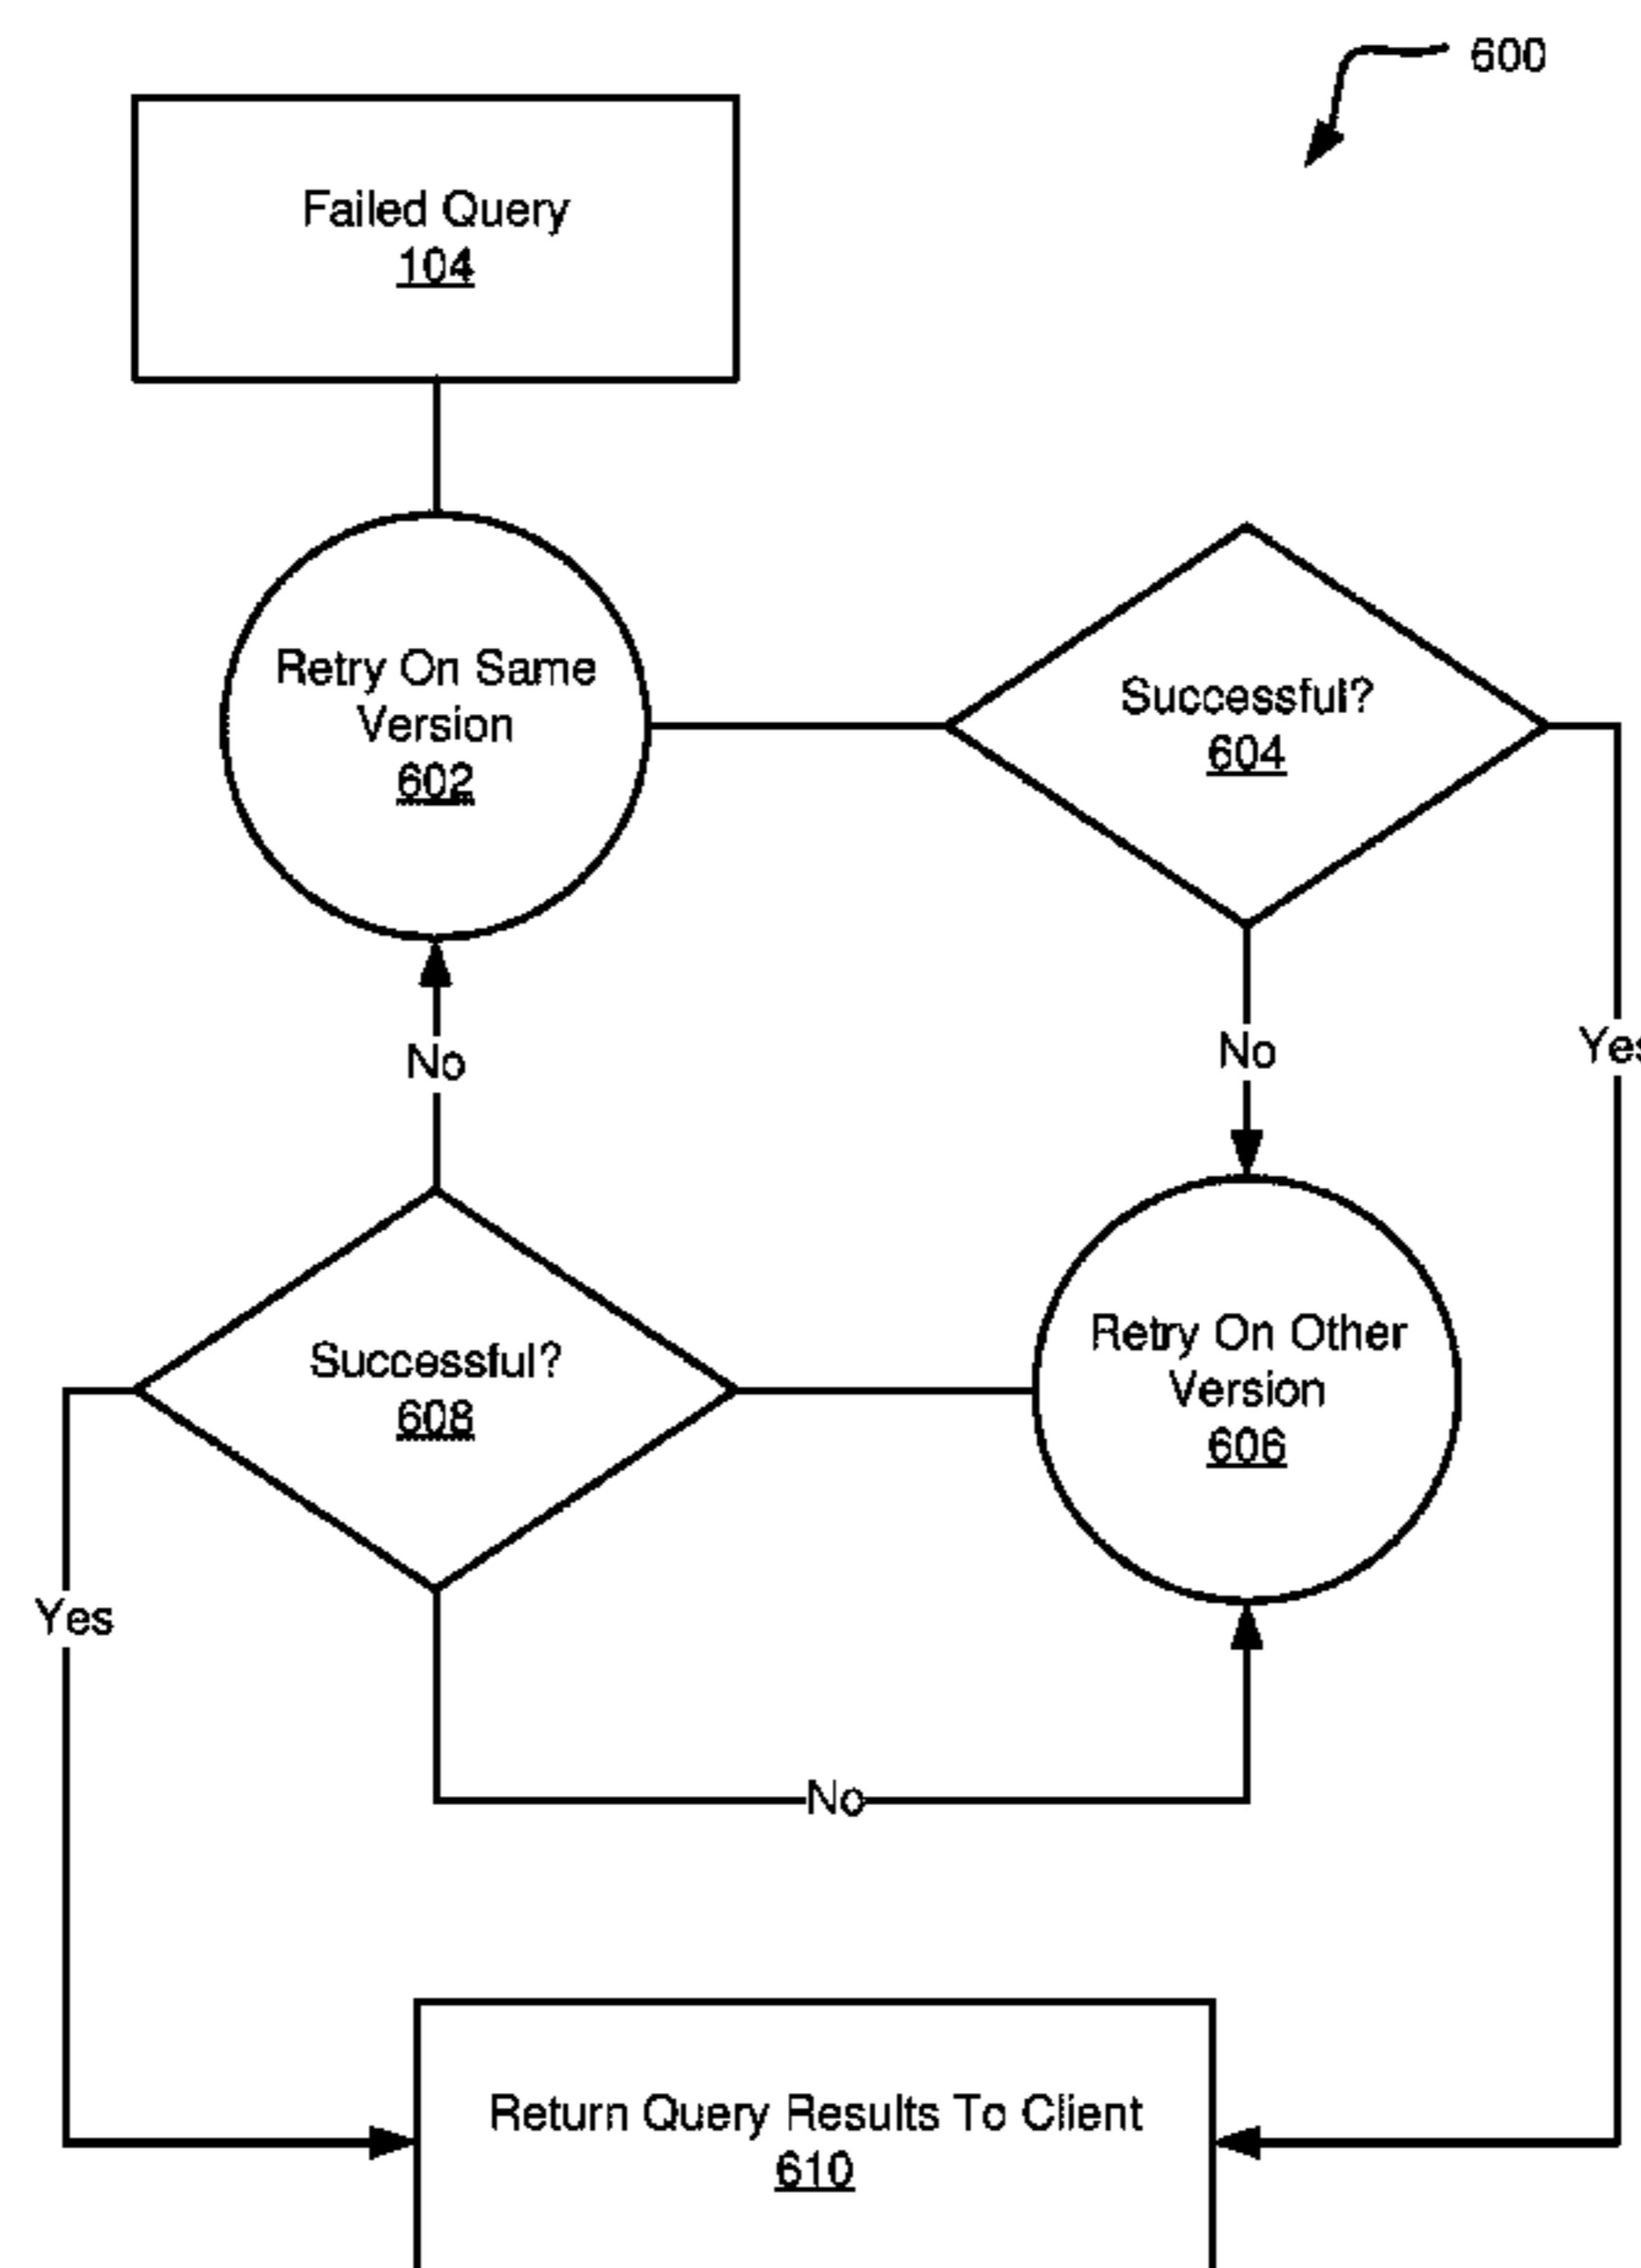 600
Failed Query
104
Retry On Same
Version
602
Successful?
604
No
No
Yes
Successful?
608
Retry On Other
Version
606
Yes
No
Return Query Results To Client
610